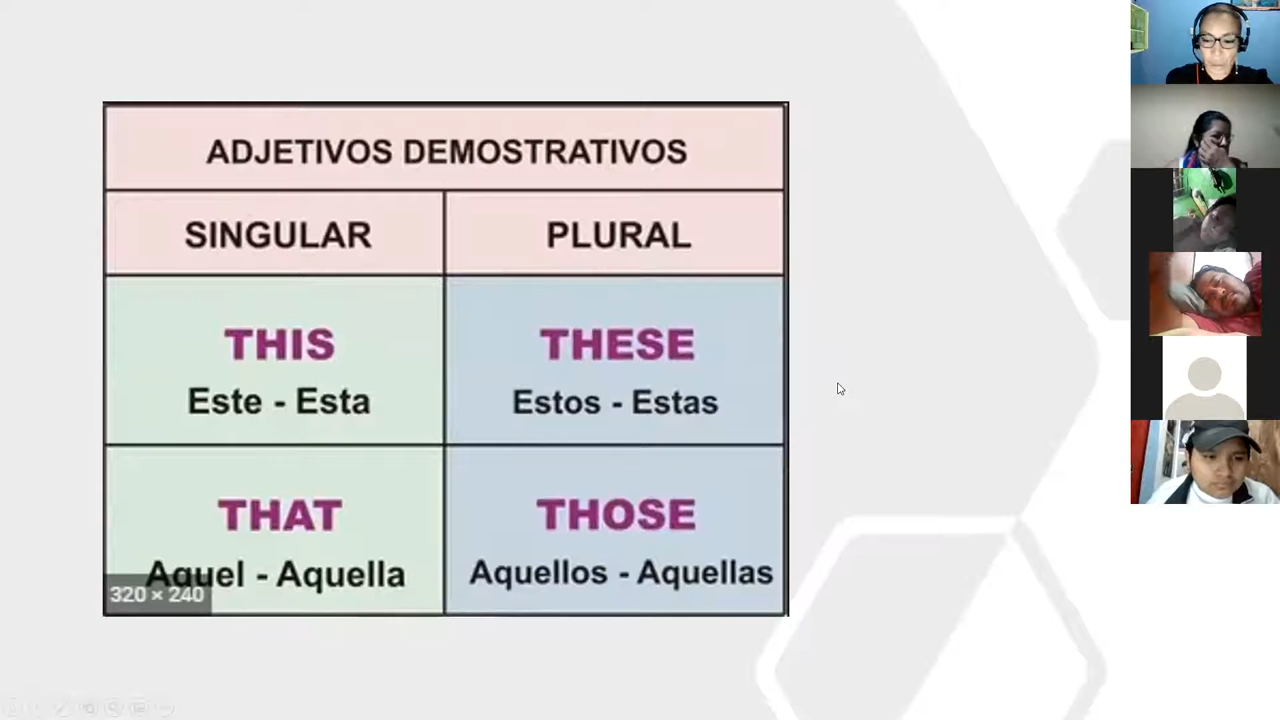 ADJETIVOS DEMOSTRATIVOS
SINGULAR PLURAL
THIS THESE
Este - Esta Estos - Estas
THAT THOSE
Aquel - Aquella Aquellos - Aquellas
320 × 240